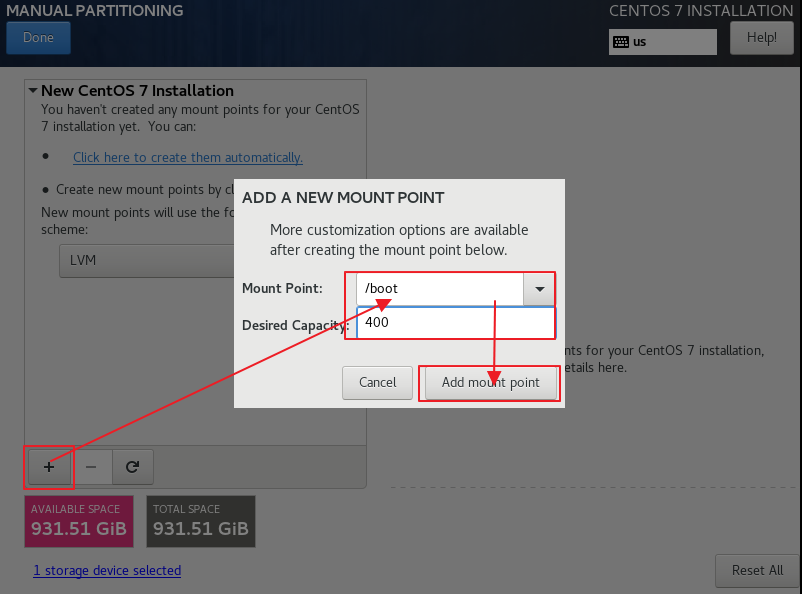 MANUAL PARTITIONING
CENTOS 7 INSTALLATION
Done
us
Help!
New CentOS 7 Installation
You haven't created any mount points for your CentOS
7 installation yet. You can:
Click here to create them automatically.
Create new mount points by cl
New mount points will use the fo
scheme:
LVM
ADD A NEW MOUNT POINT
More customization options are available
after creating the mount point below.
Mount Point:
/boot
Desired Capacity:
400
Cancel
Add mount point
nts for your CentOS 7 installation,
etails here.
+ −
AVAILABLE SPACE
931.51 GiB
TOTAL SPACE
931.51 GiB
1 storage device selected
Reset All